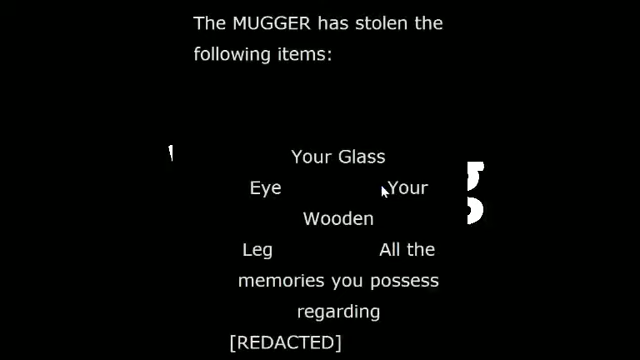 The MUGGER has stolen the
following items:
Your Glass
Eye Your
Wooden
Leg All the
memories you possess
regarding
[REDACTED]